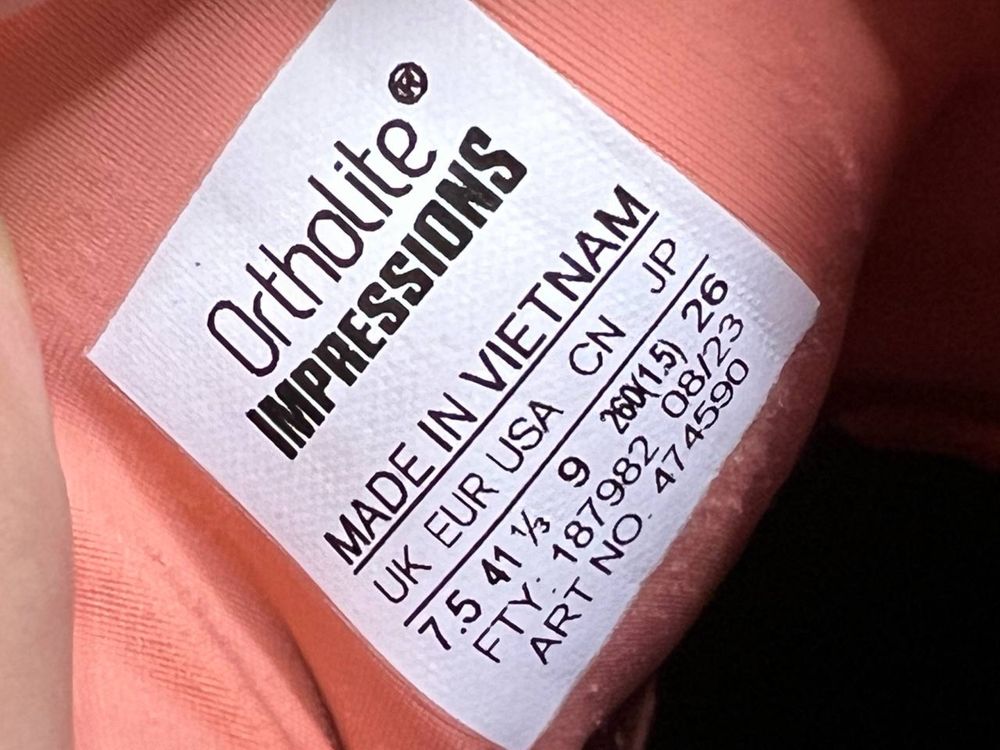 Ortholite®
IMPRESSIONS
MADE IN VIETNAM
UK EUR USA CN JP
7.5 41 ⅓ 9 260(1.5) 26
FTY: 187982 08/23
ART NO. 474590